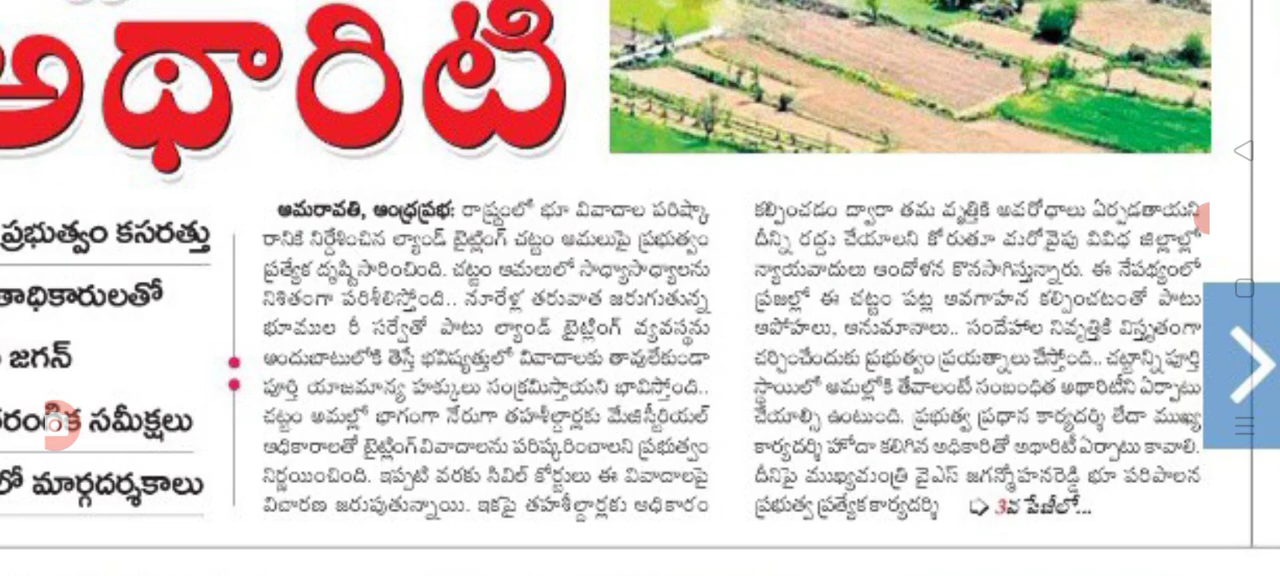 అథారిటీ
ప్రభుత్వం కసరత్తు
తాధికారులతో
జగన్
సమీక్షలు
లో మార్గదర్శకాలు
అమరావతి, ఆంధ్రప్రభ: రాష్ట్రంలో భూ వివాదాల పరిష్కా
రానికి నిర్దేశించిన ల్యాండ్ టైట్లింగ్ చట్టం అమలుపై ప్రభుత్వం
ప్రత్యేక దృష్టి సారించింది. చట్టం ఆమలులో సాధ్యాసాధ్యాలను
నిశితంగా పరిశీలిస్తోంది.. నూరేళ్ల తరువాత జరుగుతున్న
భూముల రీ సర్వేతో పాటు ల్యాండ్ టైట్లింగ్ వ్యవస్థను
అందుబాటులోకి తెస్తే భవిష్యత్తులో వివాదాలకు తావులేకుండా
పూర్తి యాజమాన్య హక్కులు సంక్రమిస్తాయని భావిస్తోంది..
చట్టం అమల్లో భాగంగా నేరుగా తహశీల్దార్లకు మేజిస్టీరియల్
అధికారాలతో టైట్లింగ్ వివాదాలను పరిష్కరించాలని ప్రభుత్వం
నిర్ణయించింది. ఇప్పటి వరకు సివిల్ కోర్టులు ఈ వివాదాలపై
విచారణ జరుపుతున్నాయి. ఇకపై తహశీల్దార్లకు అధికారం
కల్పించడం ద్వారా తమ వృత్తికి అవరోధాలు ఏర్పడతాయని
దీన్ని రద్దు చేయాలని కోరుతూ మరోవైపు వివిధ జిల్లాల్లో
న్యాయవాదులు ఆందోళన కొనసాగిస్తున్నారు. ఈ నేపథ్యంలో
ప్రజల్లో ఈ చట్టం పట్ల అవగాహన కల్పించటంతో పాటు
అపోహలు, అనుమానాలు.. సందేహాల నివృత్తికి విస్తృతంగా
చర్చించేందుకు ప్రభుత్వం ప్రయత్నాలు చేస్తోంది.. చట్టాన్ని పూర్తి
స్థాయిలో అమల్లోకి తేవాలంటే సంబంధిత అథారిటీని ఏర్పాటు
చేయాల్సి ఉంటుంది. ప్రభుత్వ ప్రధాన కార్యదర్శి లేదా ముఖ్య
కార్యదర్శి హోదా కలిగిన అధికారితో అథారిటీ ఏర్పాటు కావాలి.
దీనిపై ముఖ్యమంత్రి వైఎస్ జగన్మోహనరెడ్డి భూ పరిపాలన
ప్రభుత్వ ప్రత్యేక కార్యదర్శి 3వ పేజీలో...